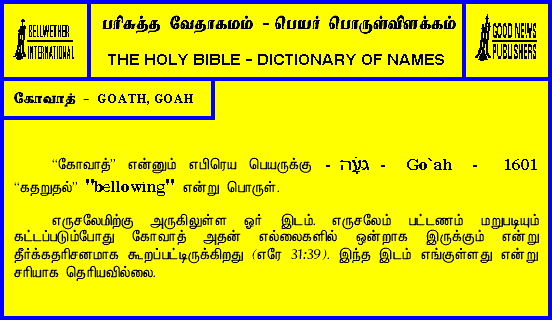 BELLWETHER
INTERNATIONAL
பரிசுத்த வேதாகமம் - பெயர் பொருள்விளக்கம்
THE HOLY BIBLE - DICTIONARY OF NAMES
GOOD NEWS
PUBLISHERS
கோவாத் - GOATH, GOAH
“கோவாத்” என்னும் எபிரெய பெயருக்கு - גּעה - Go`ah - 1601
“கதறுதல்” "bellowing" என்று பொருள்.
எருசலேமிற்கு அருகிலுள்ள ஓர் இடம். எருசலேம் பட்டணம் மறுபடியும்
கட்டப்படும்போது கோவாத் அதன் எல்லைகளில் ஒன்றாக இருக்கும் என்று
தீர்க்கதரிசனமாக கூறப்பட்டிருக்கிறது (எரே 31:39). இந்த இடம் எங்குள்ளது என்று
சரியாக தெரியவில்லை.